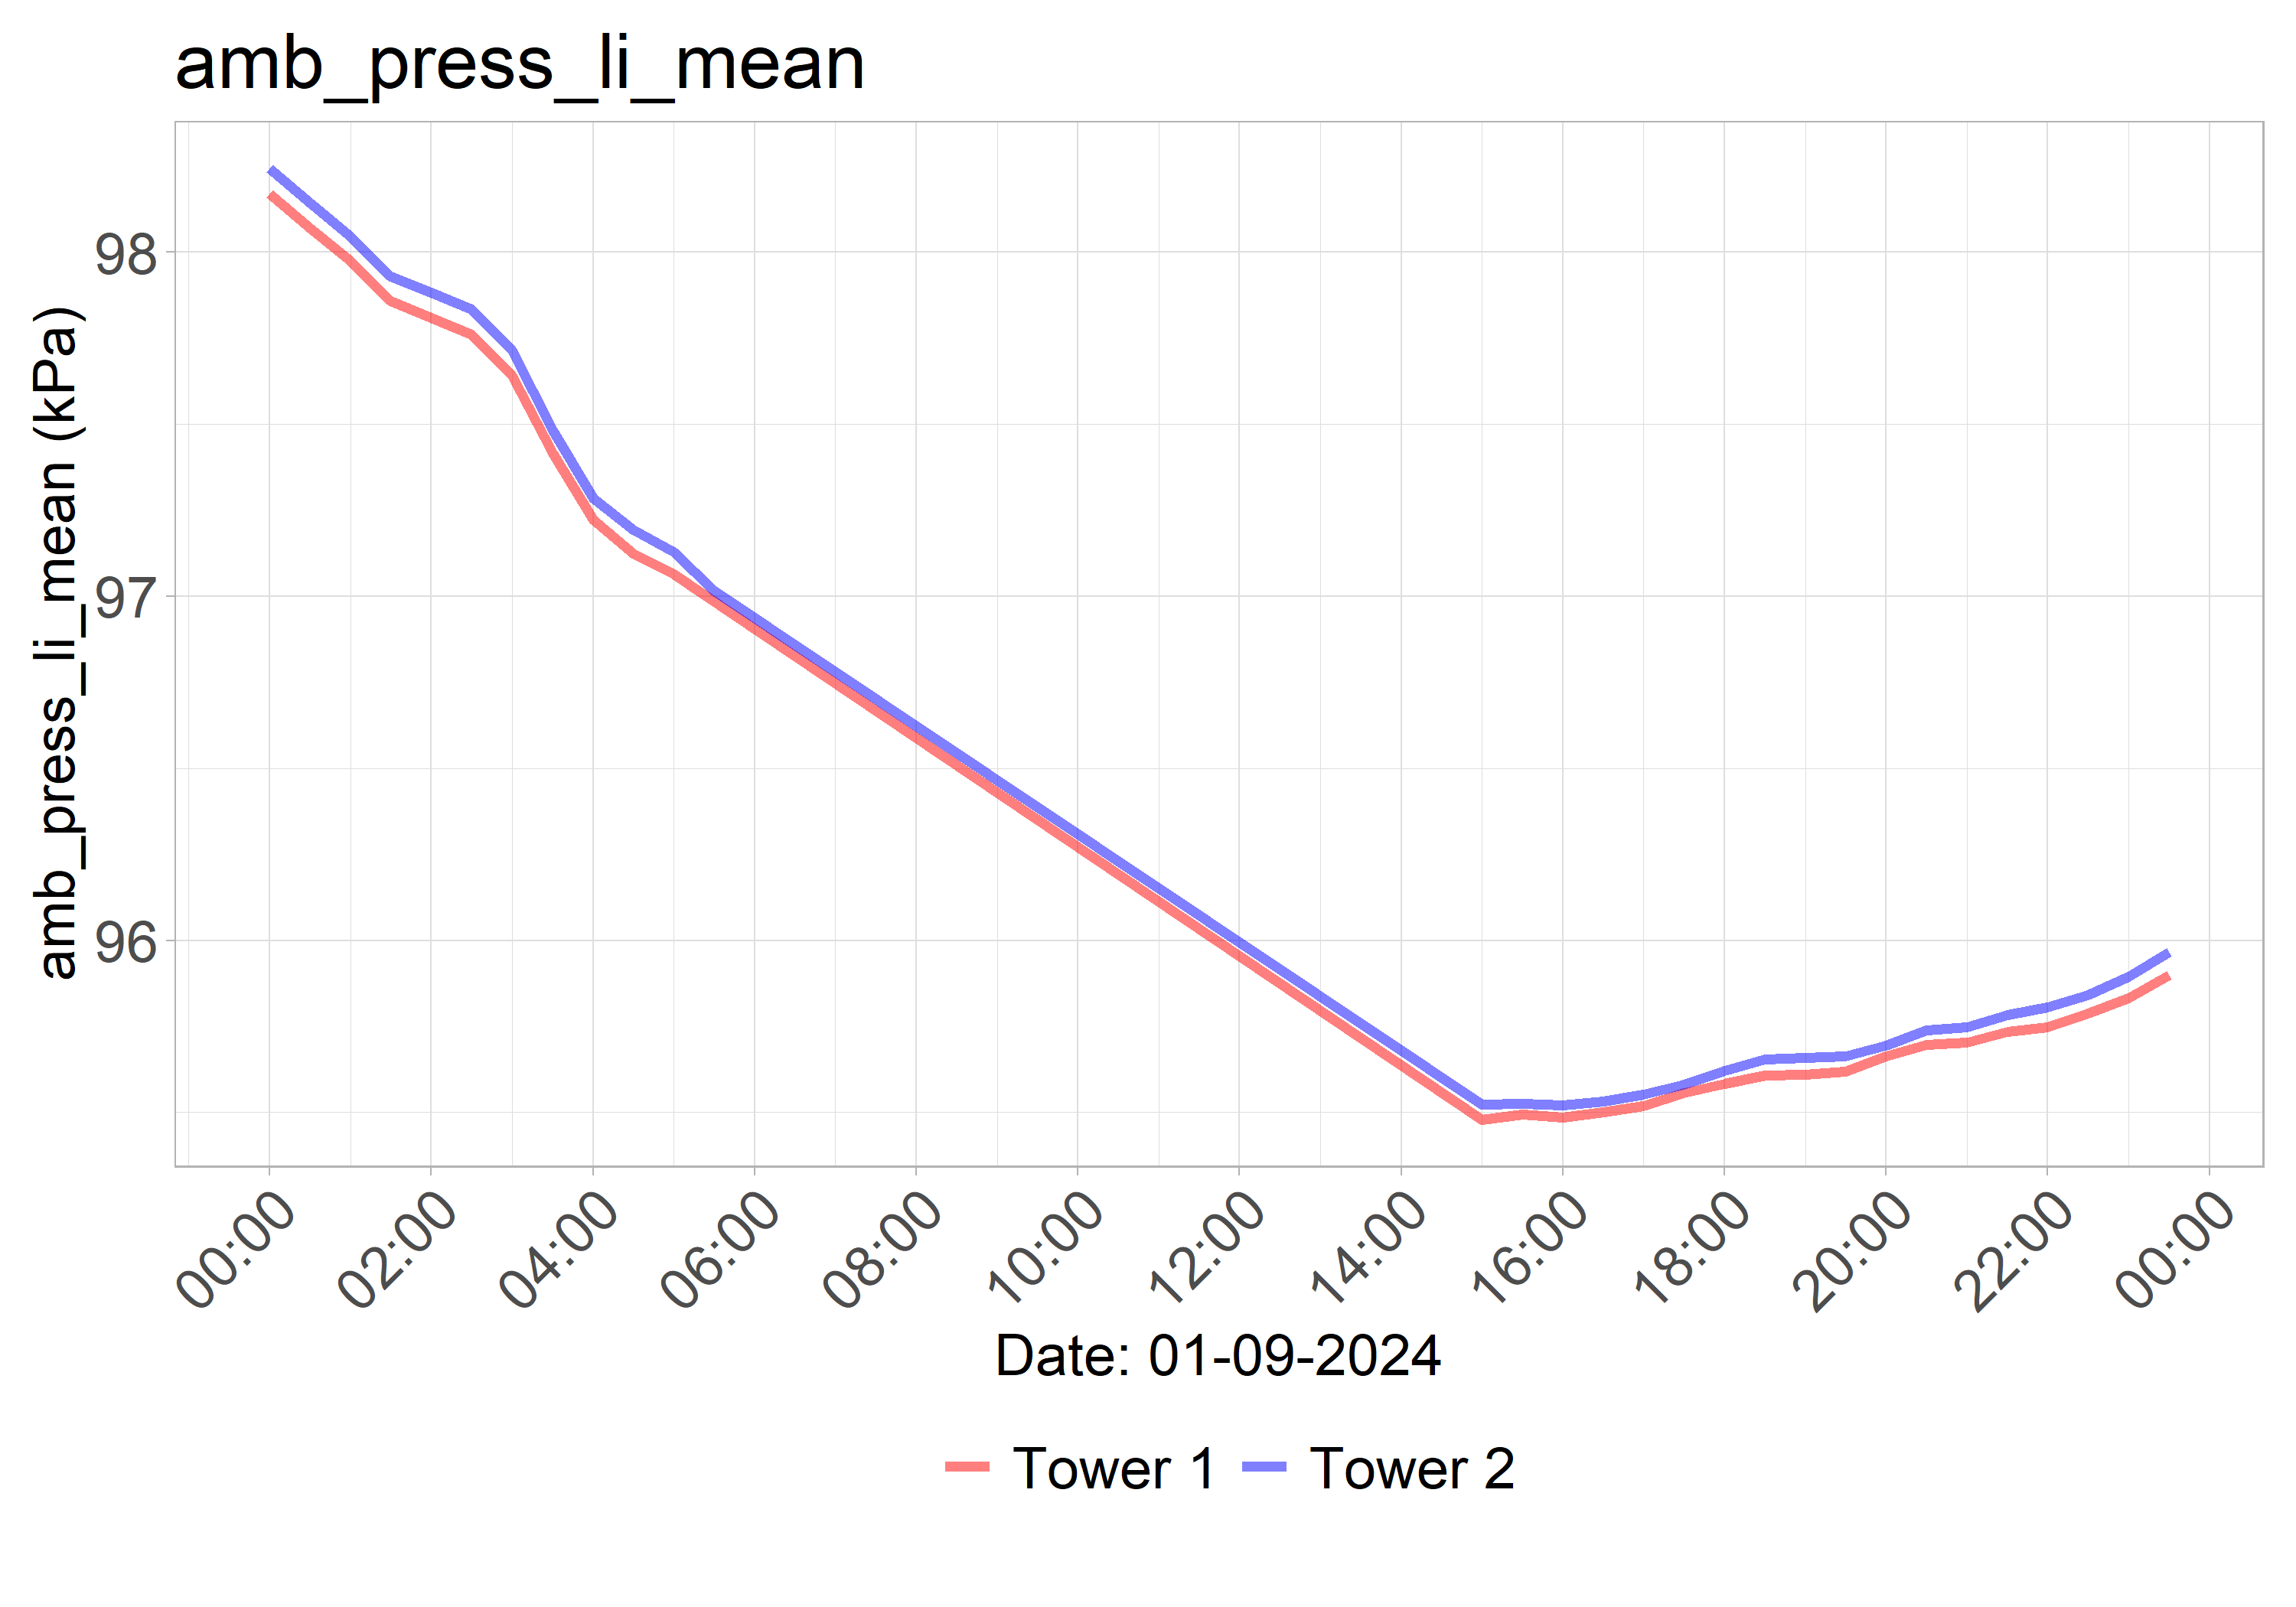 amb_press_li_mean
amb_press_li_mean (kPa)
98
97
96
00:00 02:00 04:00 06:00 08:00 10:00 12:00 14:00 16:00 18:00 20:00 22:00 00:00
Date: 01-09-2024
Tower 1 Tower 2